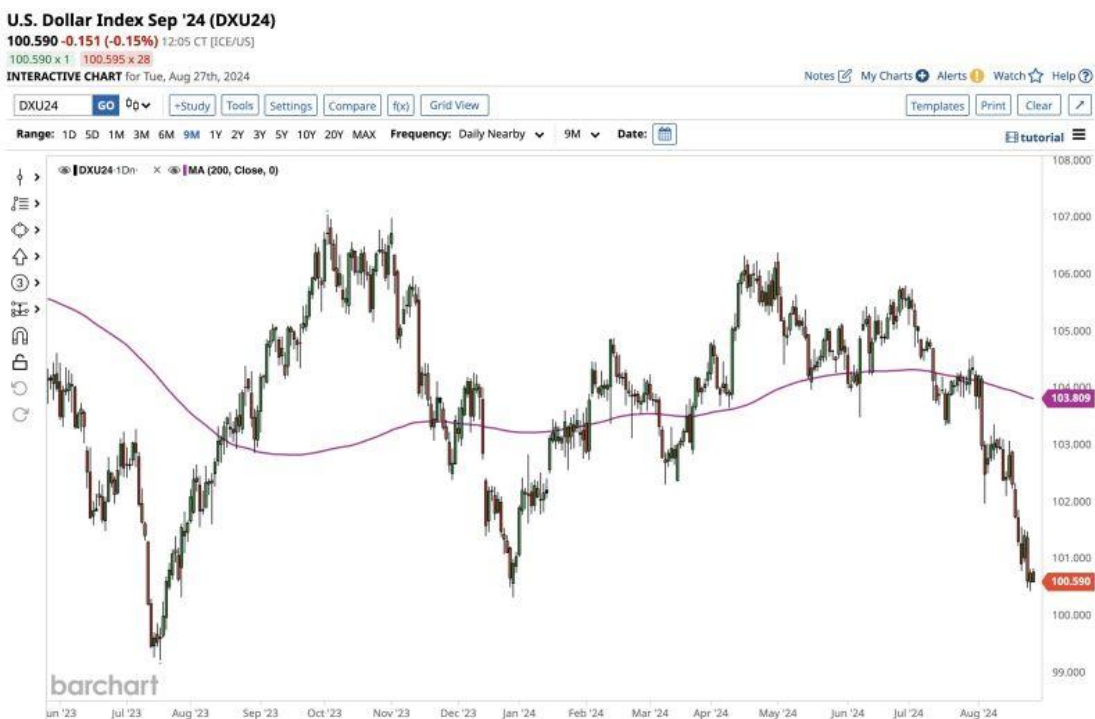 U.S. Dollar Index Sep '24 (DXU24)
100.590 -0.151 (-0.15%) 12:05 CT [ICE/US]
100.590 x 1 100.595 x 28
INTERACTIVE CHART for Tue, Aug 27th, 2024
Notes My Charts Alerts Watch Help
DXU24 GO +Study Tools Settings Compare f(x) Grid View Templates Print Clear
Range: 1D 5D 1M 3M 6M 9M 1Y 2Y 3Y 5Y 10Y 20Y MAX Frequency: Daily Nearby 9M Date: tutorial
DXU24·1Dn· × MA (200, Close, 0)
3
108.000
107.000
106.000
105.000
104.000
103.809
103.000
102.000
101.000
100.590
100.000
99.000
barchart
un '23 Jul '23 Aug '23 Sep '23 Oct '23 Nov '23 Dec '23 Jan '24 Feb '24 Mar '24 Apr '24 May '24 Jun '24 Jul '24 Aug '24